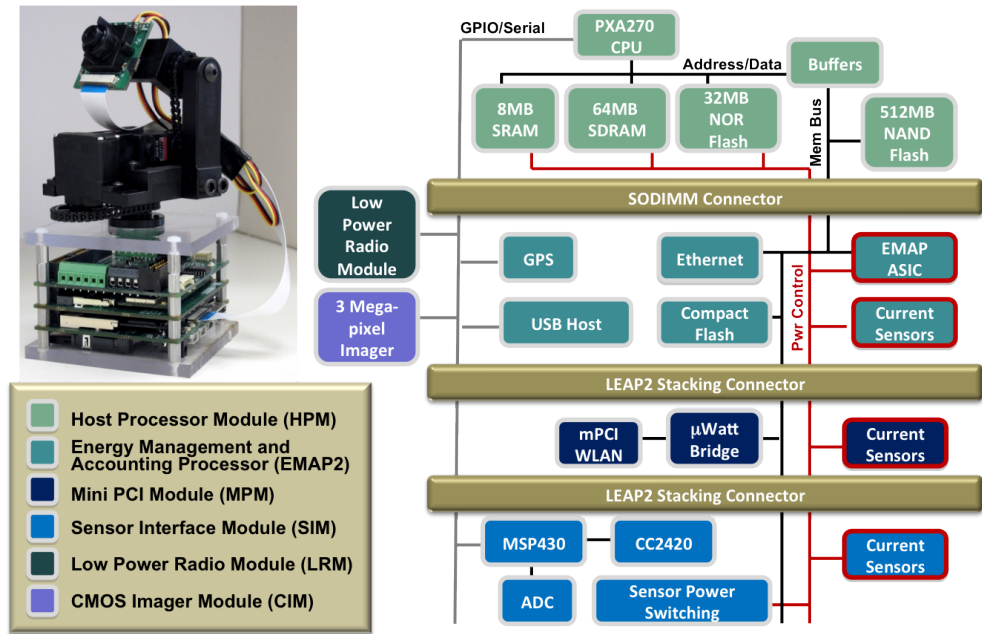 GPIO/Serial
PXA270
CPU
Address/Data
Buffers
8MB
SRAM
64MB
SDRAM
32MB
NOR
Flash
Mem Bus
512MB
NAND
Flash
SODIMM Connector
Low
Power
Radio
Module
GPS
Ethernet
EMAP
ASIC
3 Mega-
pixel
Imager
USB Host
Compact
Flash
Pwr Control
Current
Sensors
LEAP2 Stacking Connector
mPCI
WLAN
µWatt
Bridge
Current
Sensors
LEAP2 Stacking Connector
MSP430
CC2420
Current
Sensors
ADC
Sensor Power
Switching
Host Processor Module (HPM)
Energy Management and
Accounting Processor (EMAP2)
Mini PCI Module (MPM)
Sensor Interface Module (SIM)
Low Power Radio Module (LRM)
CMOS Imager Module (CIM)